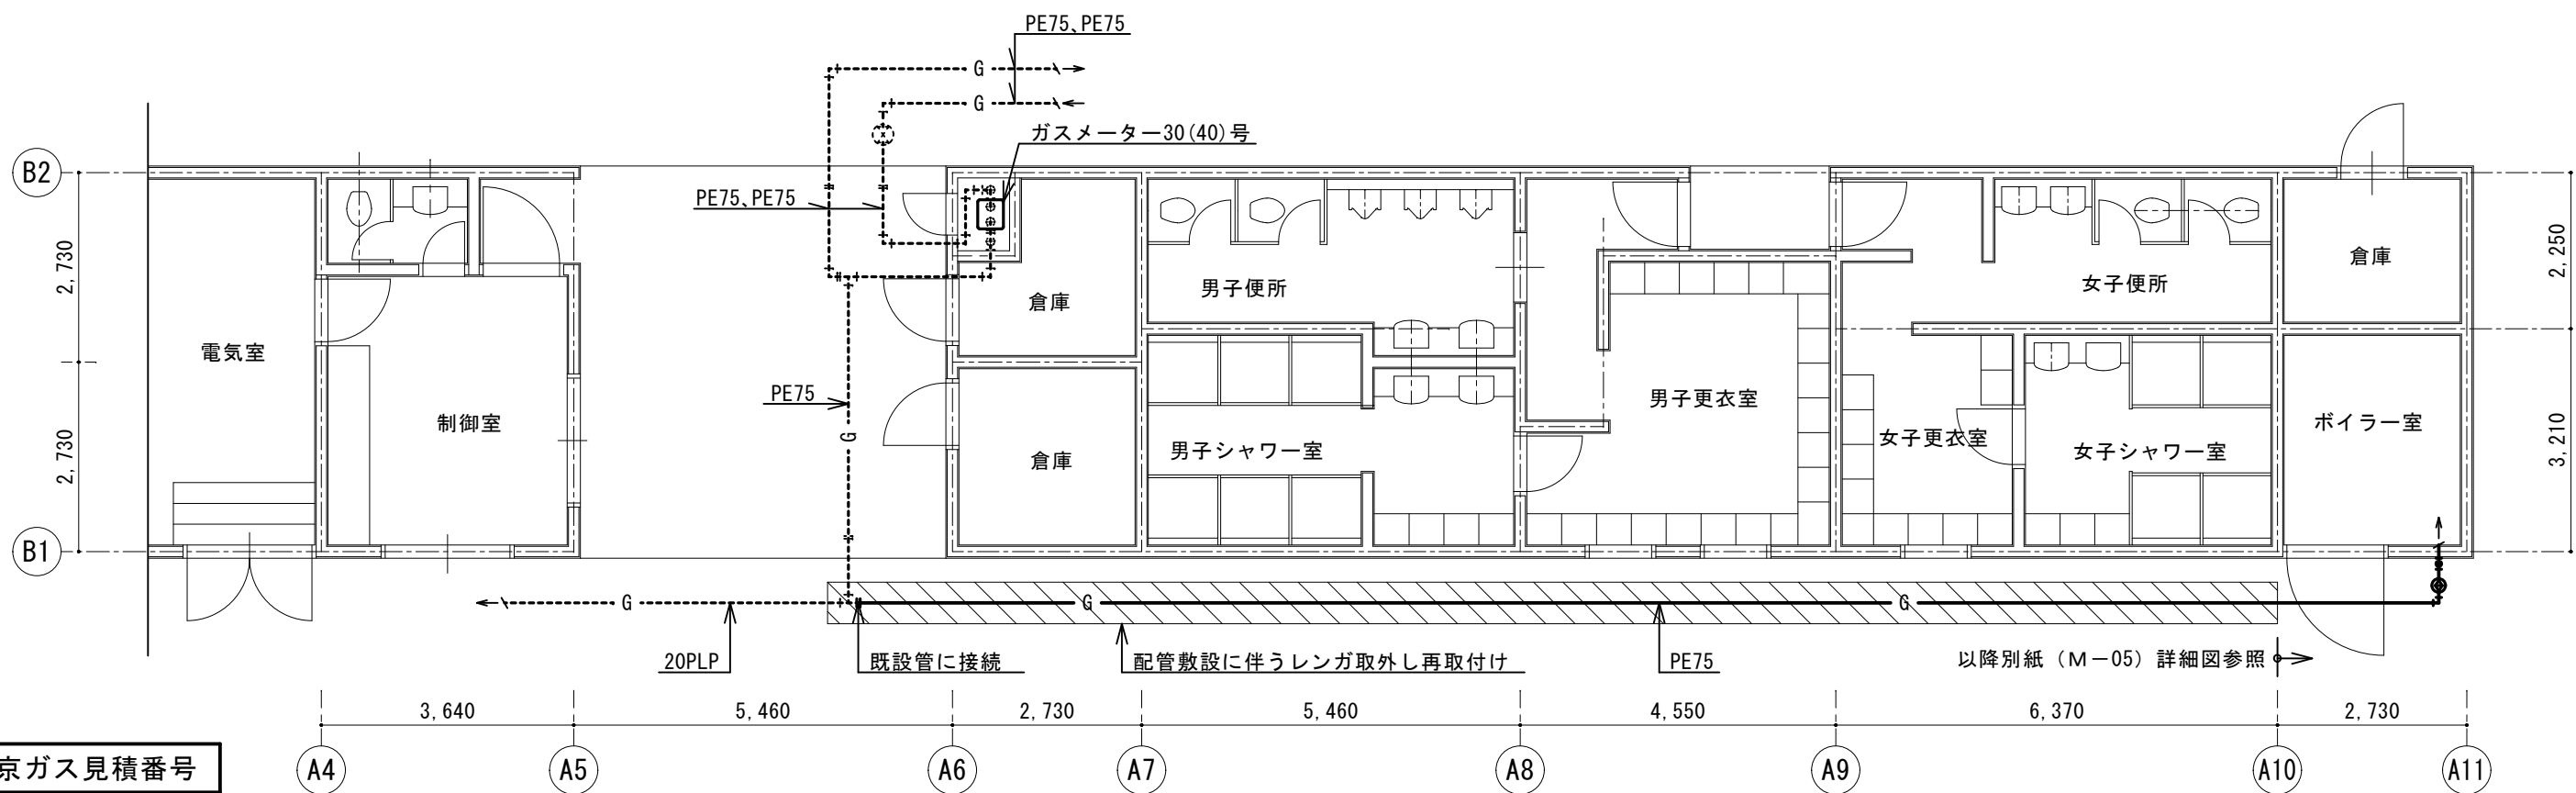 PE75、PE75
G
G
ガスメーター30(40)号
B2
PE75、PE75
2,730
2,250
倉庫
男子便所
女子便所
倉庫
電気室
制御室
PE75
G
倉庫
男子シャワー室
男子更衣室
女子更衣室
女子シャワー室
ボイラー室
2,730
3,210
B1
G
G
G
20PLP
既設管に接続
配管敷設に伴うレンガ取外し再取付け
PE75
以降別紙（M－05）詳細図参照
3,640
5,460
2,730
5,460
4,550
6,370
2,730
京ガス見積番号
A4
A5
A6
A7
A8
A9
A10
A11